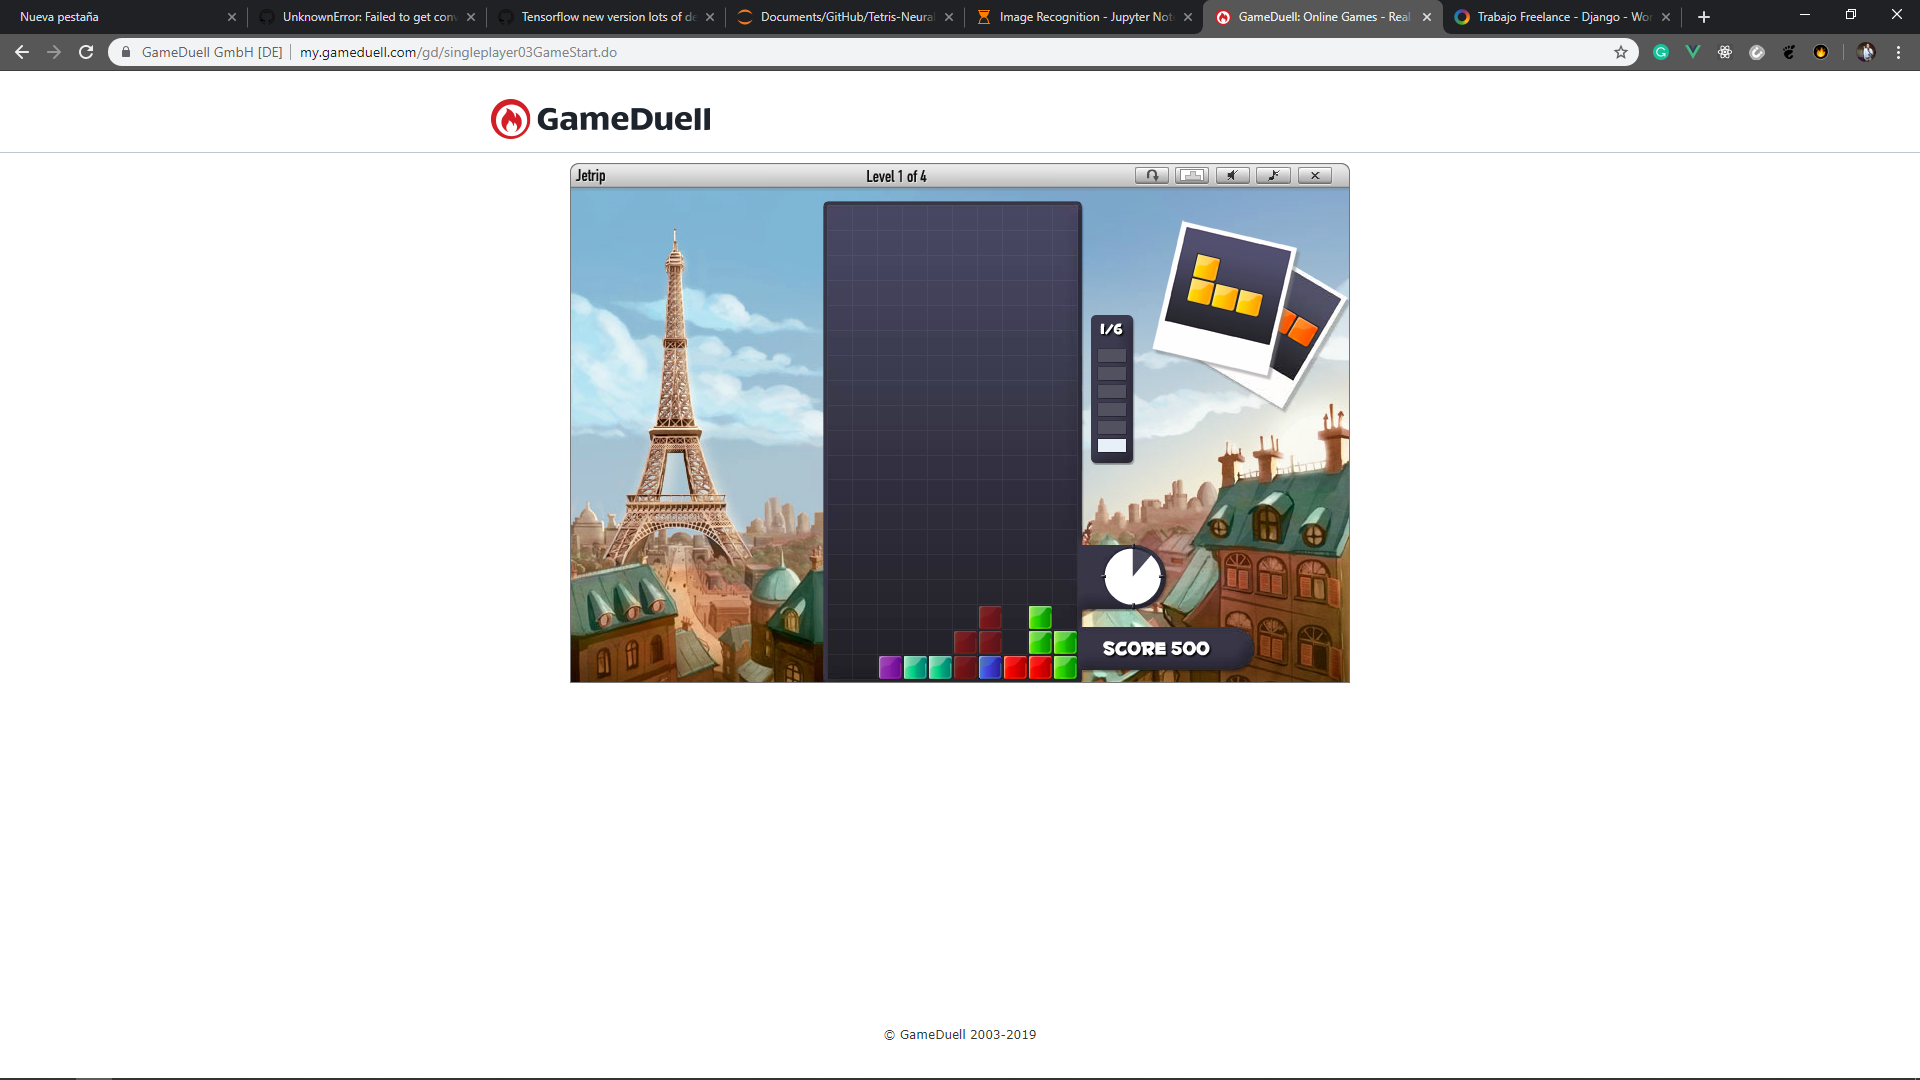 Nueva pestaña
UnknownError: Failed to get con
Tensorflow new version lots of de
Documents/GitHub/Tetris-Neural
Image Recognition - Jupyter Not
GameDuell: Online Games - Real
Trabajo Freelance - Django - Wor
GameDuell GmbH [DE]
my.gameduell.com/gd/singleplayer03GameStart.do
GameDuell
Jetrip
Level 1 of 4
1/6
SCORE 500
© GameDuell 2003-2019